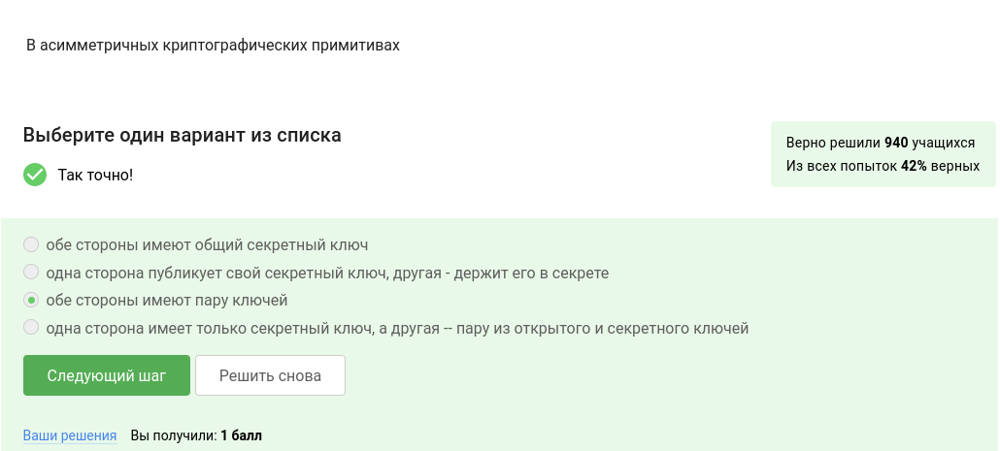 В асимметричных криптографических примитивах
Выберите один вариант из списка
Так точно!
Верно решили 940 учащихся
Из всех попыток 42% верных
обе стороны имеют общий секретный ключ
одна сторона публикует свой секретный ключ, другая - держит его в секрете
обе стороны имеют пару ключей
одна сторона имеет только секретный ключ, а другая -- пару из открытого и секретного ключей
Следующий шаг
Решить снова
Ваши решения Вы получили: 1 балл